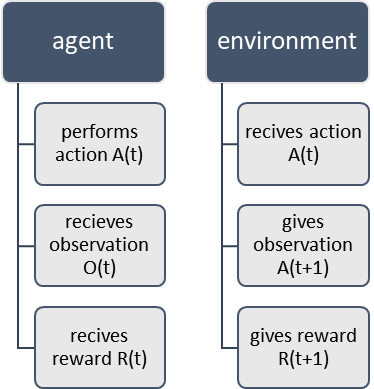 agent
performs
action A(t)
recieves
observation
O(t)
recives
reward R(t)
environment
recives action
A(t)
gives
observation
A(t+1)
gives reward
R(t+1)